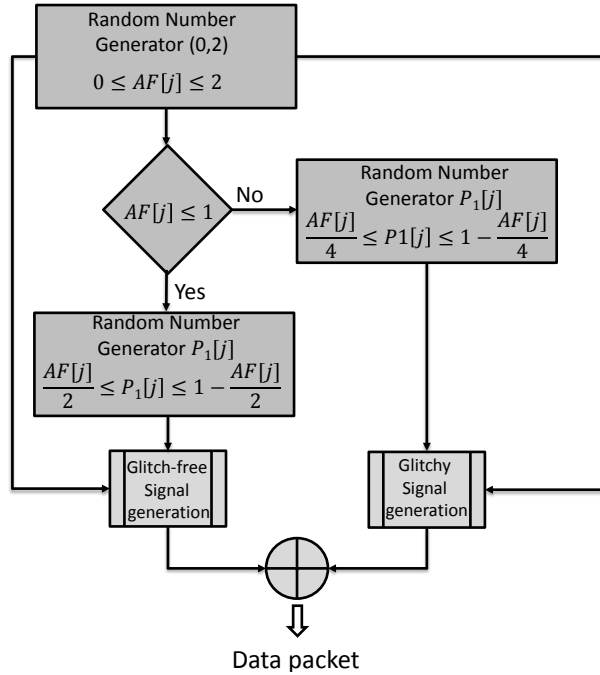 Random Number
Generator (0,2)
0 ≤ AF[j] ≤ 2
AF[j] ≤ 1
No
Random Number
Generator P₁[j]
AF[j]/4 ≤ P1[j] ≤ 1 − AF[j]/4
Yes
Random Number
Generator P₁[j]
AF[j]/2 ≤ P₁[j] ≤ 1 − AF[j]/2
Glitch-free
Signal
generation
Glitchy
Signal
generation
Data packet